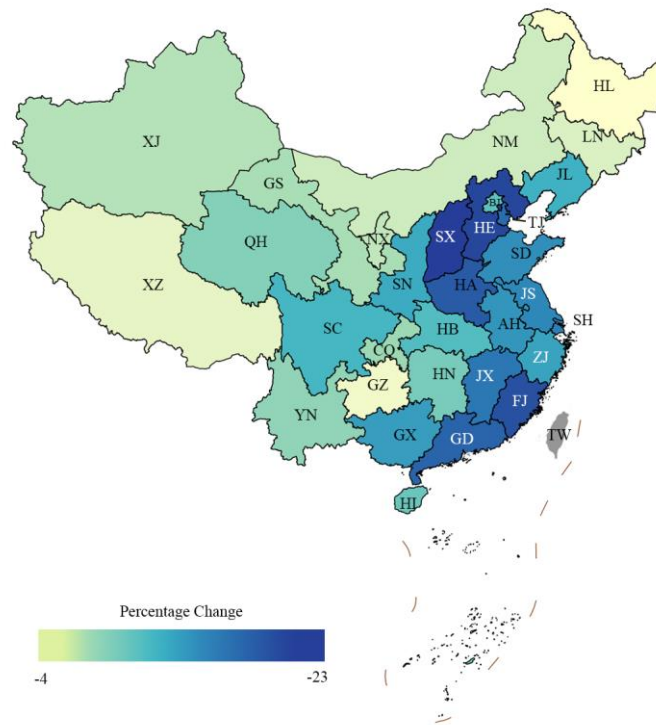 HL
XJ
NM
LN
GS
JL
BJ
TJ
SX
HE
NX
QH
SD
XZ
SN
HA
JS
SC
HB
AH
SH
CQ
ZJ
GZ
HN
JX
FJ
YN
GX
GD
TW
HI
Percentage Change
-4
-23